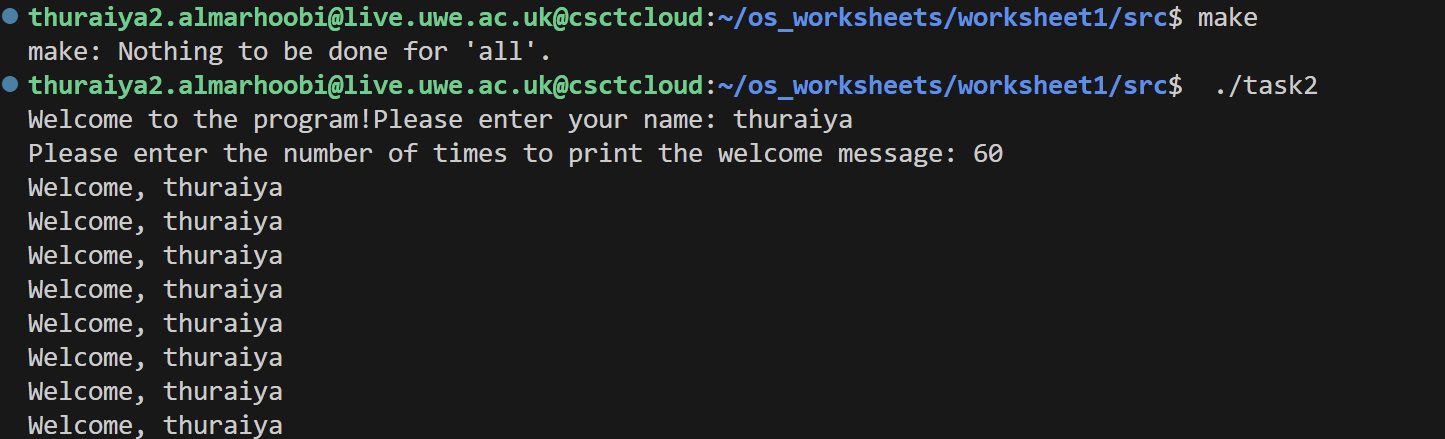 thuraiya2.almarhoobi@live.uwe.ac.uk@csctcloud:~/os_worksheets/worksheet1/src$ make
make: Nothing to be done for 'all'.
thuraiya2.almarhoobi@live.uwe.ac.uk@csctcloud:~/os_worksheets/worksheet1/src$  ./task2
Welcome to the program!Please enter your name: thuraiya
Please enter the number of times to print the welcome message: 60
Welcome, thuraiya
Welcome, thuraiya
Welcome, thuraiya
Welcome, thuraiya
Welcome, thuraiya
Welcome, thuraiya
Welcome, thuraiya
Welcome, thuraiya